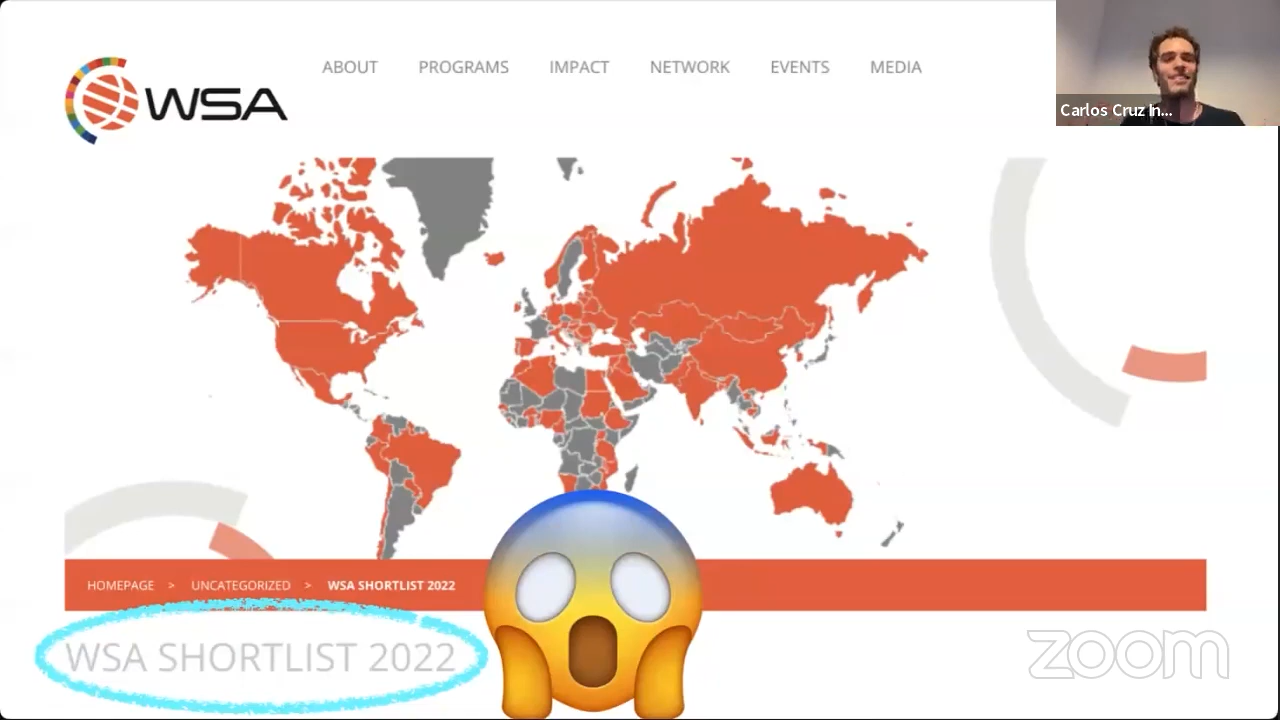 WSA
ABOUT PROGRAMS IMPACT NETWORK EVENTS MEDIA
Carlos Cruz In...
HOMEPAGE > UNCATEGORIZED > WSA SHORTLIST 2022
WSA SHORTLIST 2022
zoom